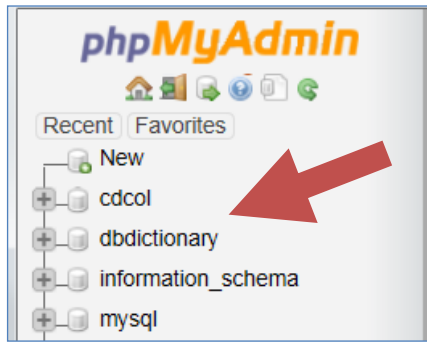 phpMyAdmin
Recent Favorites
New
cdcol
dbdictionary
information_schema
mysql